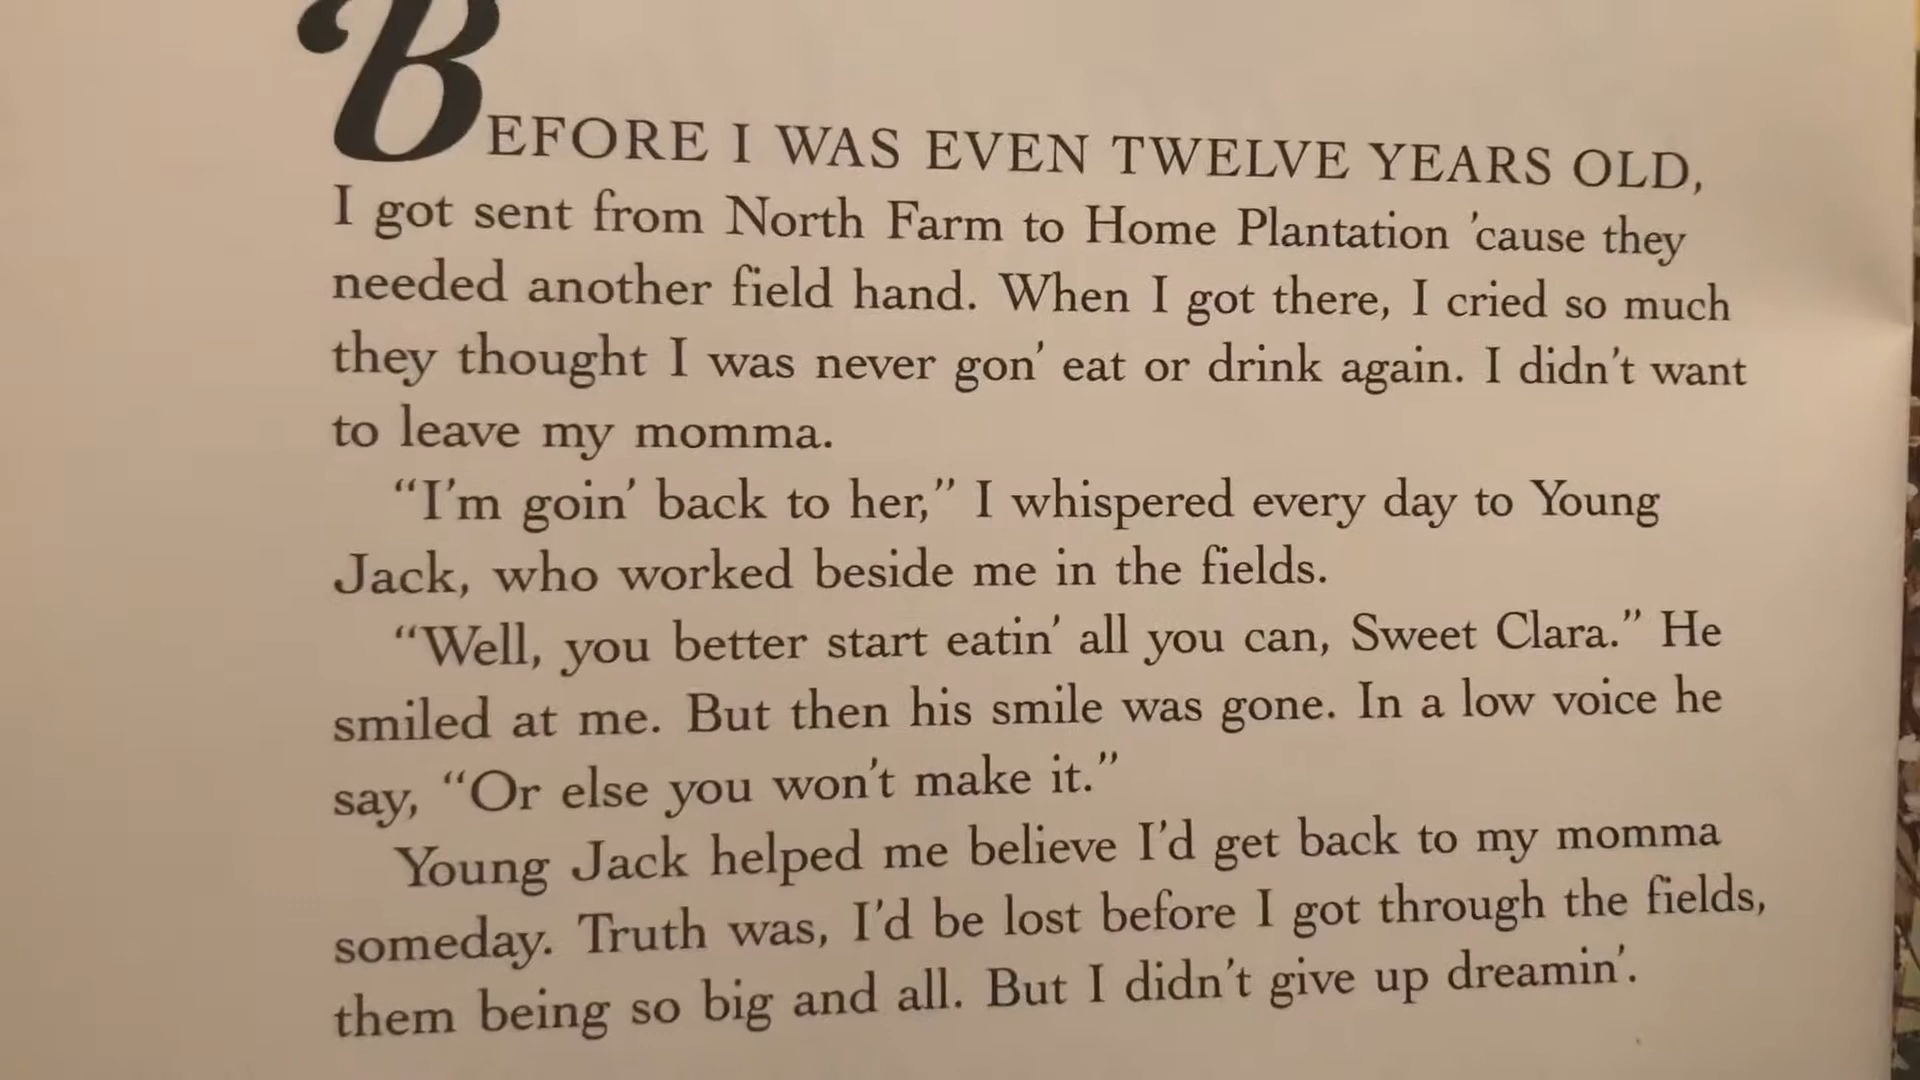 BEFORE I WAS EVEN TWELVE YEARS OLD,
I got sent from North Farm to Home Plantation 'cause they
needed another field hand. When I got there, I cried so much
they thought I was never gon' eat or drink again. I didn't want
to leave my momma.
“I'm goin' back to her,” I whispered every day to Young
Jack, who worked beside me in the fields.
“Well, you better start eatin' all you can, Sweet Clara.” He
smiled at me. But then his smile was gone. In a low voice he
say, “Or else you won't make it.”
Young Jack helped me believe I'd get back to my momma
someday. Truth was, I'd be lost before I got through the fields,
them being so big and all. But I didn't give up dreamin'.